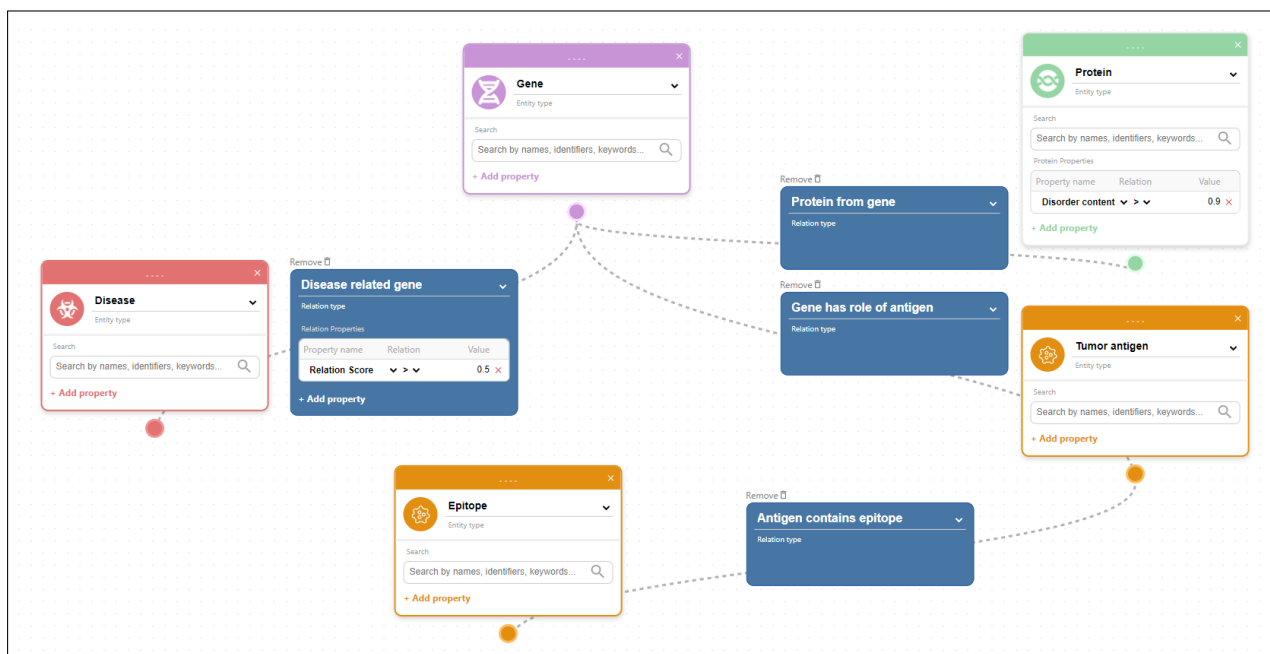 ....
×
Gene
Entity type
Search
Search by names, identifiers, keywords...
+ Add property
....
×
Protein
Entity type
Search
Search by names, identifiers, keywords...
Protein Properties
Property name Relation Value
Disorder content > 0.9 ×
+ Add property
Remove
Protein from gene
Relation type
....
×
Disease
Entity type
Search
Search by names, identifiers, keywords...
+ Add property
Remove
Disease related gene
Relation type
Relation Properties
Property name Relation Value
Relation Score > 0.5 ×
+ Add property
Remove
Gene has role of antigen
Relation type
....
×
Tumor antigen
Entity type
Search
Search by names, identifiers, keywords...
+ Add property
....
×
Epitope
Entity type
Search
Search by names, identifiers, keywords...
+ Add property
Remove
Antigen contains epitope
Relation type